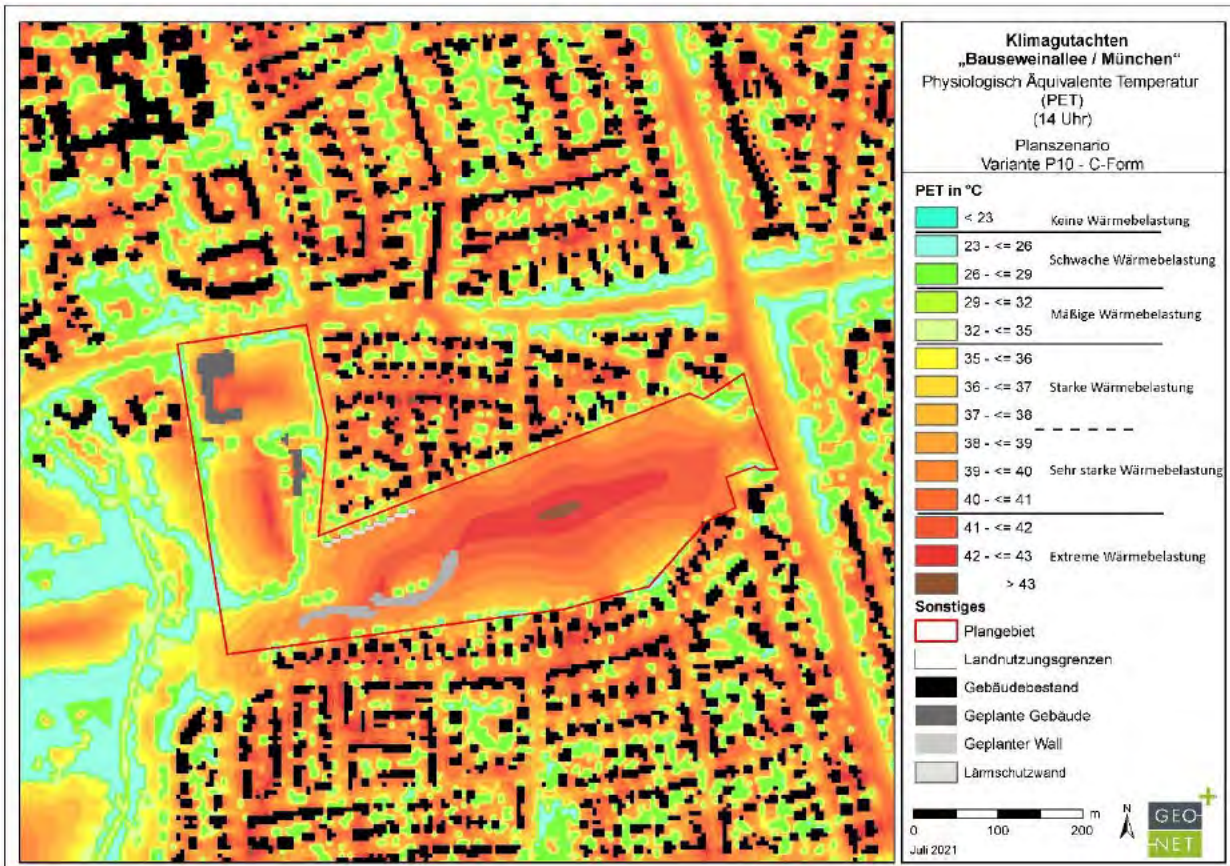 Klimagutachten
„Bauseweinallee / München“
Physiologisch Äquivalente Temperatur
(PET)
(14 Uhr)
Planszenario
Variante P10 - C-Form
PET in °C
< 23 Keine Wärmebelastung
23 - <= 26
Schwache Wärmebelastung
26 - <= 29
29 - <= 32
Mäßige Wärmebelastung
32 - <= 35
35 - <= 36
36 - <= 37 Starke Wärmebelastung
37 - <= 38
38 - <= 39
39 - <= 40 Sehr starke Wärmebelastung
40 - <= 41
41 - <= 42
42 - <= 43 Extreme Wärmebelastung
> 43
Sonstiges
Plangebiet
Landnutzungsgrenzen
Gebäudebestand
Geplante Gebäude
Geplanter Wall
Lärmschutzwand
m N
0 100 200
GEO-
-NET
Juli 2021